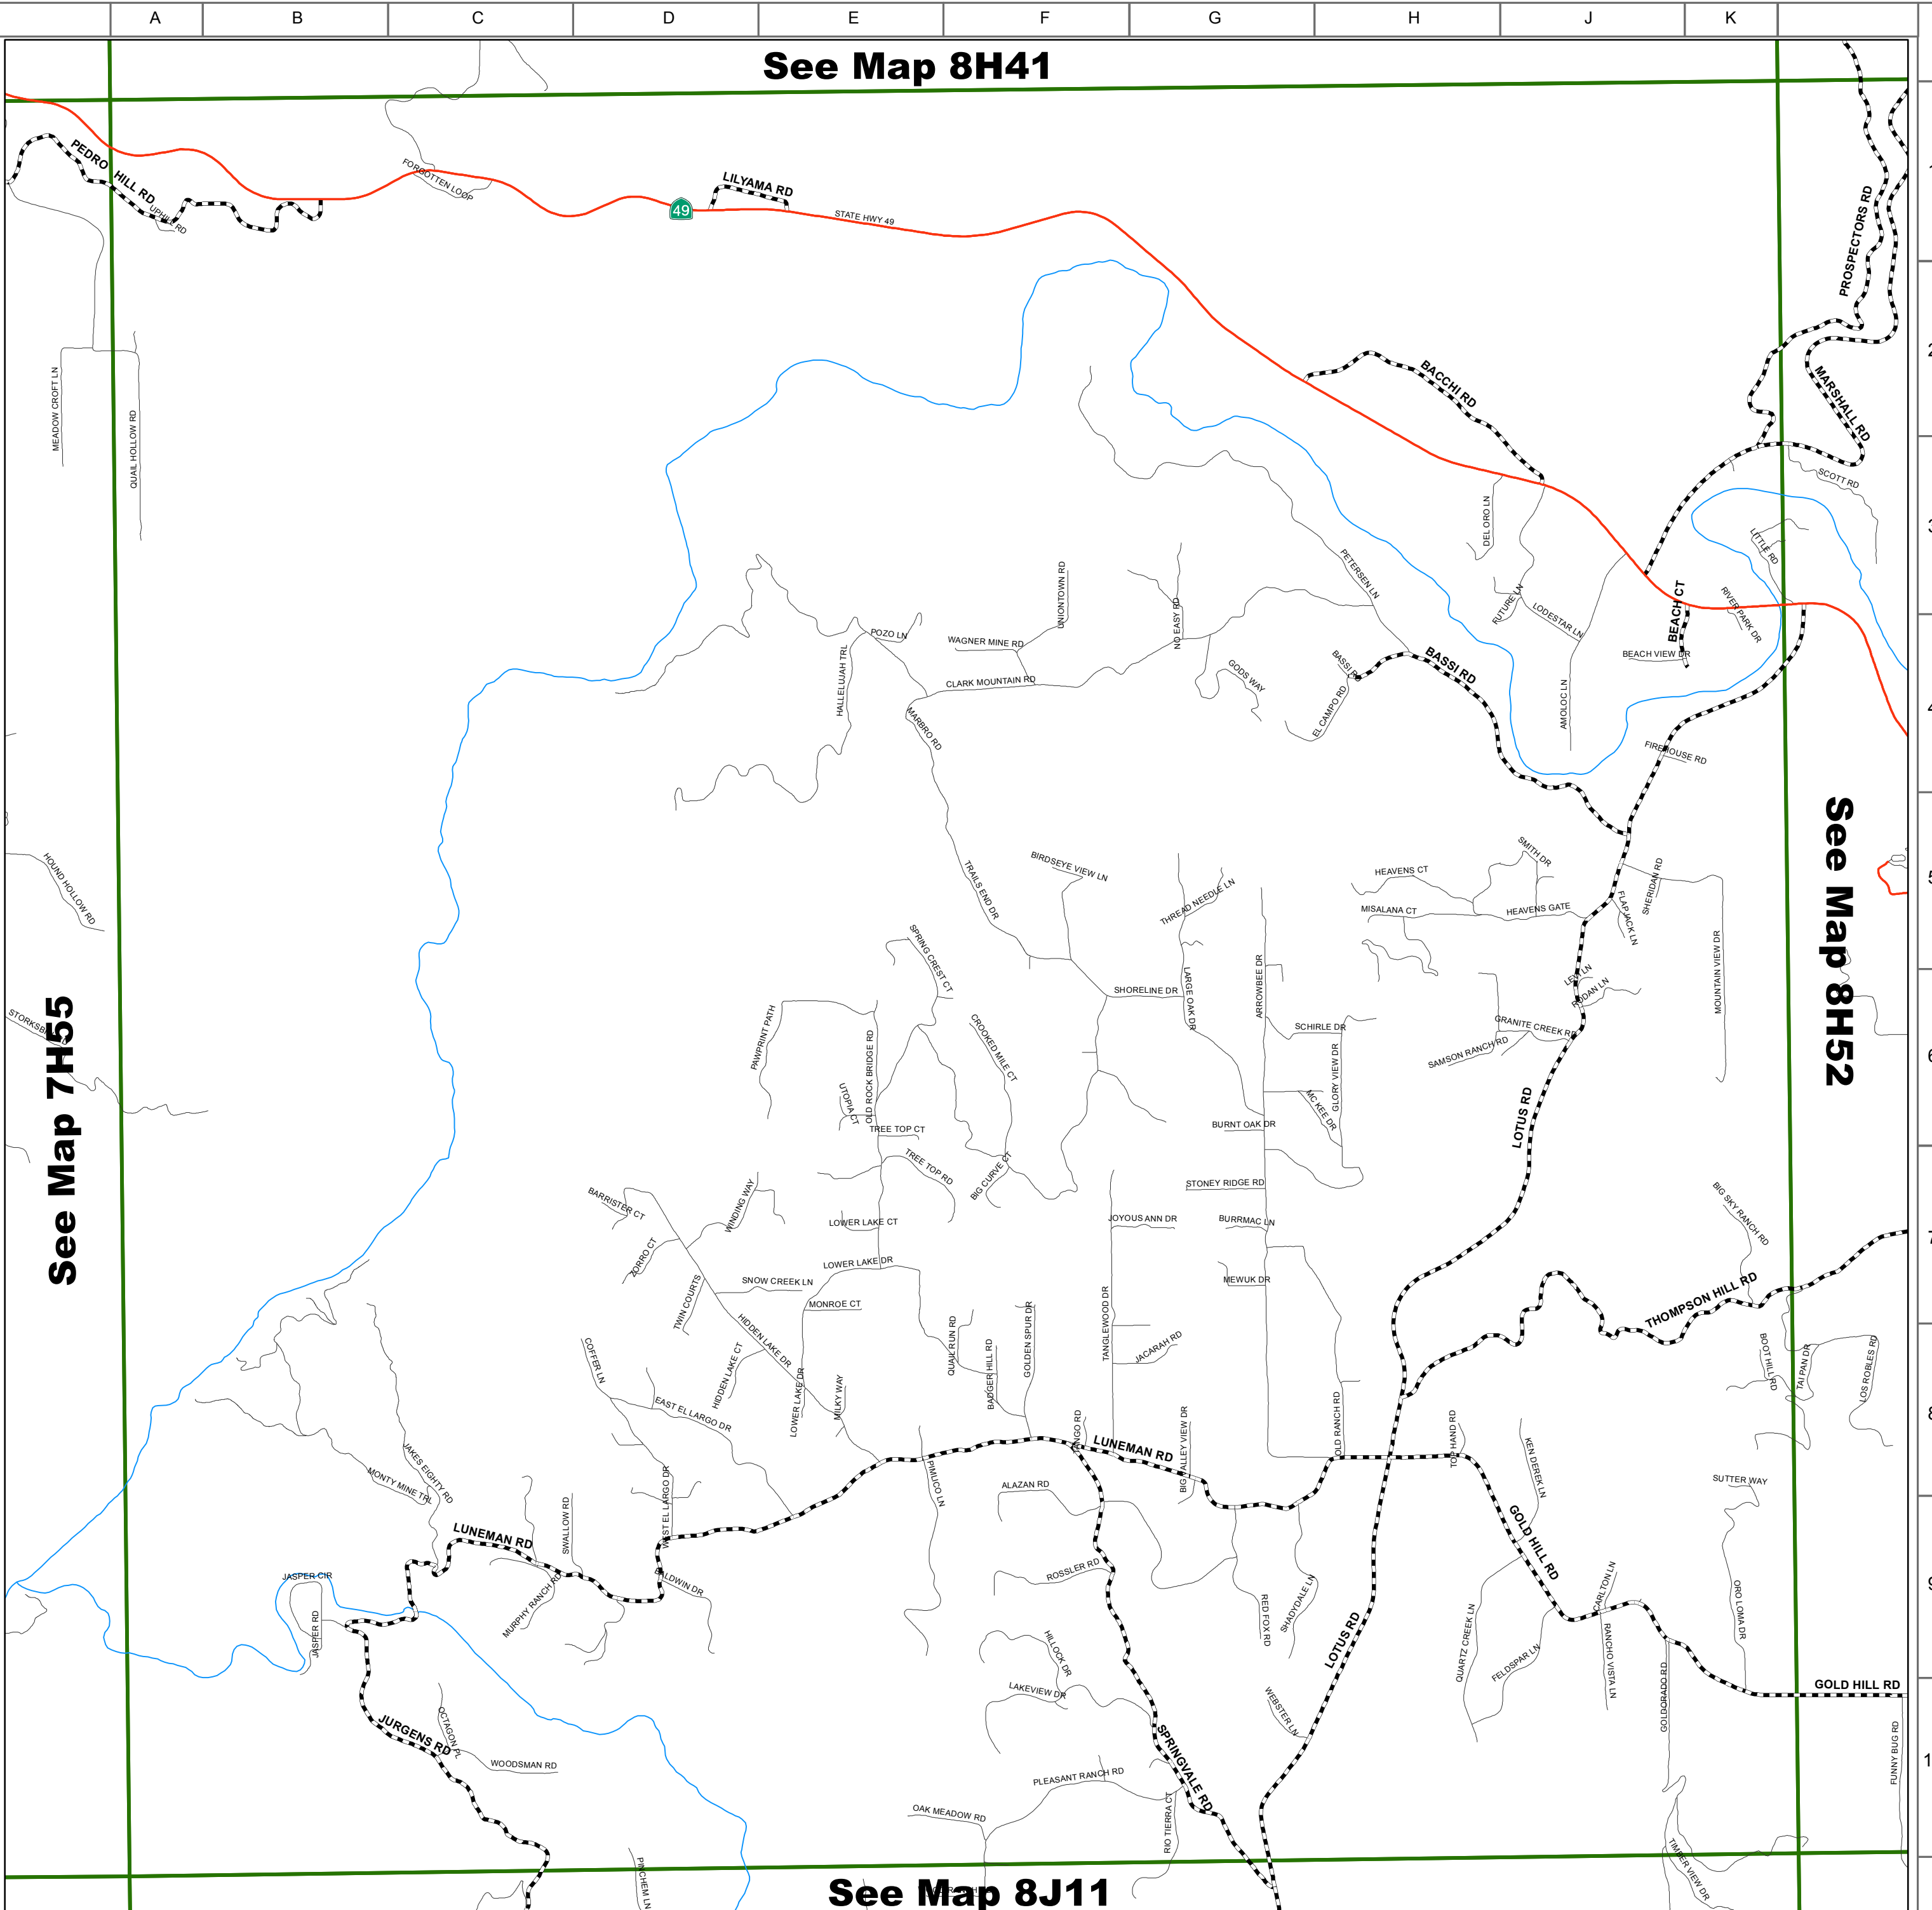 A B C D E F G H J K
See Map 8H41
PEDRO HILL RD
UPHILL RD
FORGOTTEN LOOP
49
LILYAMA RD
STATE HWY 49
PROSPECTORS RD
MEADOW CROFT LN
QUAIL HOLLOW RD
BACCHI RD
MARSHALL RD
2
SCOTT RD
DEL ORO LN
LITTLE RD
3
PETERSEN LN
UNIONTOWN RD
NO EASY RD
FUTURE LN
LODESTAR LN
BEACH CT
RIVER PARK DR
POZO LN
WAGNER MINE RD
HALLELUJAH TRL
CLARK MOUNTAIN RD
GODS WAY
BASSI RD
BASSI RD
BEACH VIEW DR
EL CAMPO RD
AMOLOC LN
MARBRO RD
FIREHOUSE RD
4
See Map 8H52
HOUND HOLLOW RD
TRAILS END DR
BIRDSEYE VIEW LN
THREAD NEEDLE LN
HEAVENS CT
SMITH DR
SHERIDAN RD
5
MISALANA CT
HEAVENS GATE
FLAPJACK LN
SPRING CREST CT
LARGE OAK DR
ARROWBEE DR
MOUNTAIN VIEW DR
SHORELINE DR
See Map 7H55
PAWPRINT PATH
OLD ROCK BRIDGE RD
CROOKED MILE CT
SCHIRLE DR
GRANITE CREEK RD
SAMSON RANCH RD
6
UTOPIA CT
GLORY VIEW DR
MC KEE DR
LOTUS RD
TREE TOP CT
BURNT OAK DR
TREE TOP RD
BIG CURVE CT
STONEY RIDGE RD
BARRISTER CT
WINDING WAY
LOWER LAKE CT
JOYOUS ANN DR
BURRMAC LN
BIG SKY RANCH RD
7
ZORRO CT
LOWER LAKE DR
SNOW CREEK LN
MEWUK DR
TWIN COURTS
MONROE CT
THOMPSON HILL RD
HIDDEN LAKE DR
QUAIL RUN RD
GOLDEN SPUR DR
TANGLEWOOD DR
COFFER LN
HIDDEN LAKE CT
BADGER HILL RD
JACARAH RD
BOOT HILL RD
TAI PAN DR
LOS ROBLES RD
LOWER LAKE DR
MILKY WAY
OLD RANCH RD
8
EAST EL LARGO DR
TANGO RD
LUNEMAN RD
BIG VALLEY VIEW DR
TOP HAND RD
KEN DEREK LN
JAKES EIGHTY RD
MONTY MINE TRL
WEST EL LARGO DR
PIMUCO LN
ALAZAN RD
SUTTER WAY
LUNEMAN RD
SWALLOW RD
GOLD HILL RD
JASPER CIR
BALDWIN DR
ROSSLER RD
MURPHY RANCH RD
CARLTON LN
ORO LOMA DR
9
JASPER RD
RED FOX RD
SHADYDALE LN
LOTUS RD
QUARTZ CREEK LN
FELDSPAR LN
RANCHO VISTA LN
HILLOCK DR
LAKEVIEW DR
GOLDORADO RD
GOLD HILL RD
WEBSTER LN
OCTAGON PL
JURGENS RD
WOODSMAN RD
SPRINGVALE RD
PLEASANT RANCH RD
FUNNY BUG RD
OAK MEADOW RD
RIO TIERRA CT
TIMBER VIEW DR
PINCHEM LN
See Map 8J11